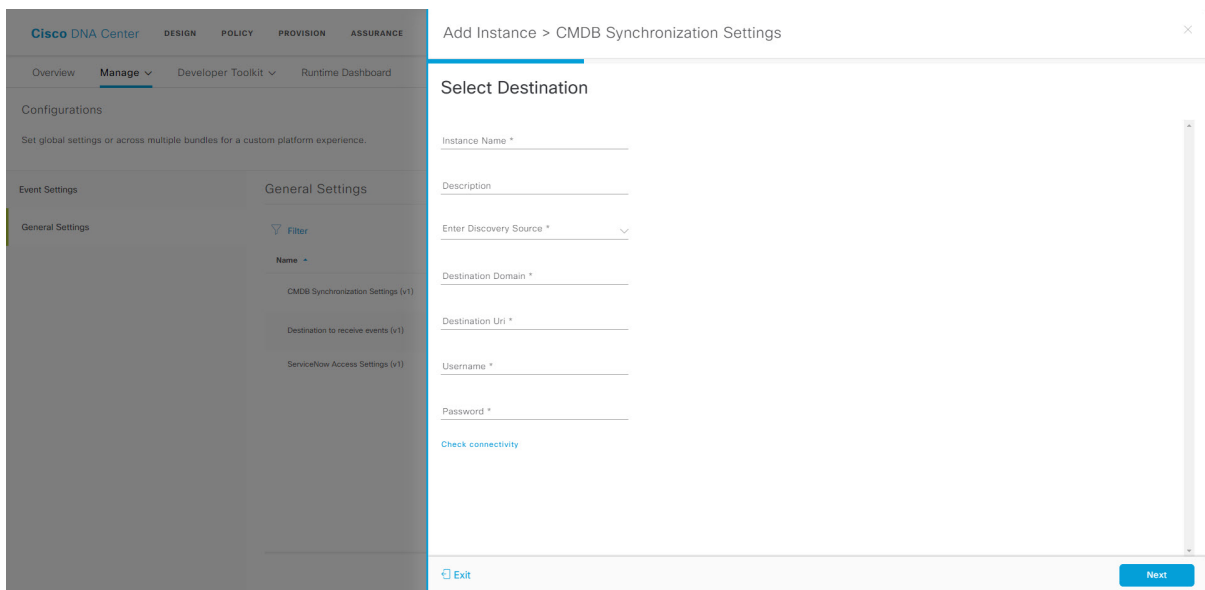 Cisco DNA Center DESIGN POLICY PROVISION ASSURANCE
Overview Manage Developer Toolkit Runtime Dashboard
Configurations
Set global settings or across multiple bundles for a custom platform experience.
Event Settings
General Settings
General Settings
Filter
Name
CMDB Synchronization Settings (v1)
Destination to receive events (v1)
ServiceNow Access Settings (v1)
Add Instance > CMDB Synchronization Settings
Select Destination
Instance Name *
Description
Enter Discovery Source *
Destination Domain *
Destination Uri *
Username *
Password *
Check connectivity
Exit
Next